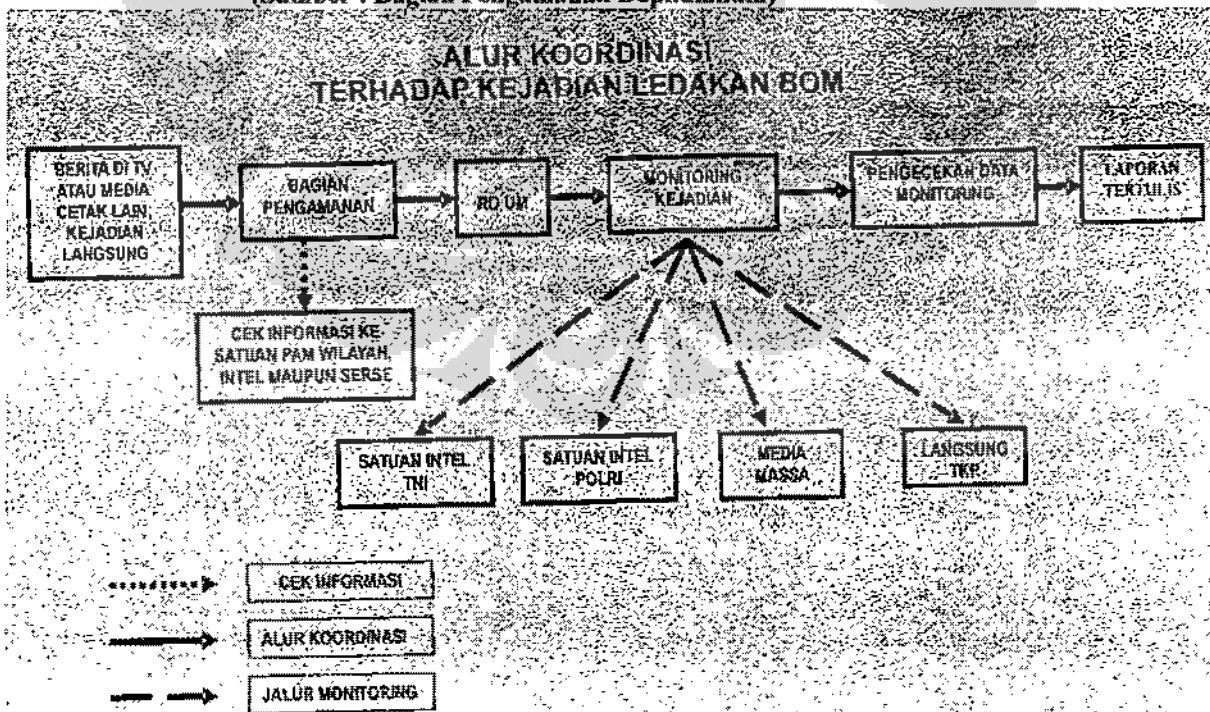 ALUR KOORDINASI
TERHADAP KEJADIAN LEDAKAN BOM
BERITA DI TV
ATAU MEDIA
CETAK LAIN,
KEJADIAN
LANGSUNG
BAGIAN
PENGAMANAN
RO UM
MONITORING
KEJADIAN
PENGECEKAN DATA
MONITORING
LAPORAN
TERTULIS
CEK INFORMASI KE
SATUAN PAM WILAYAH,
INTEL MAUPUN SERSE
SATUAN INTEL
TNI
SATUAN INTEL
POLRI
MEDIA
MASSA
LANGSUNG
TKP
CEK INFORMASI
ALUR KOORDINASI
JALUR MONITORING